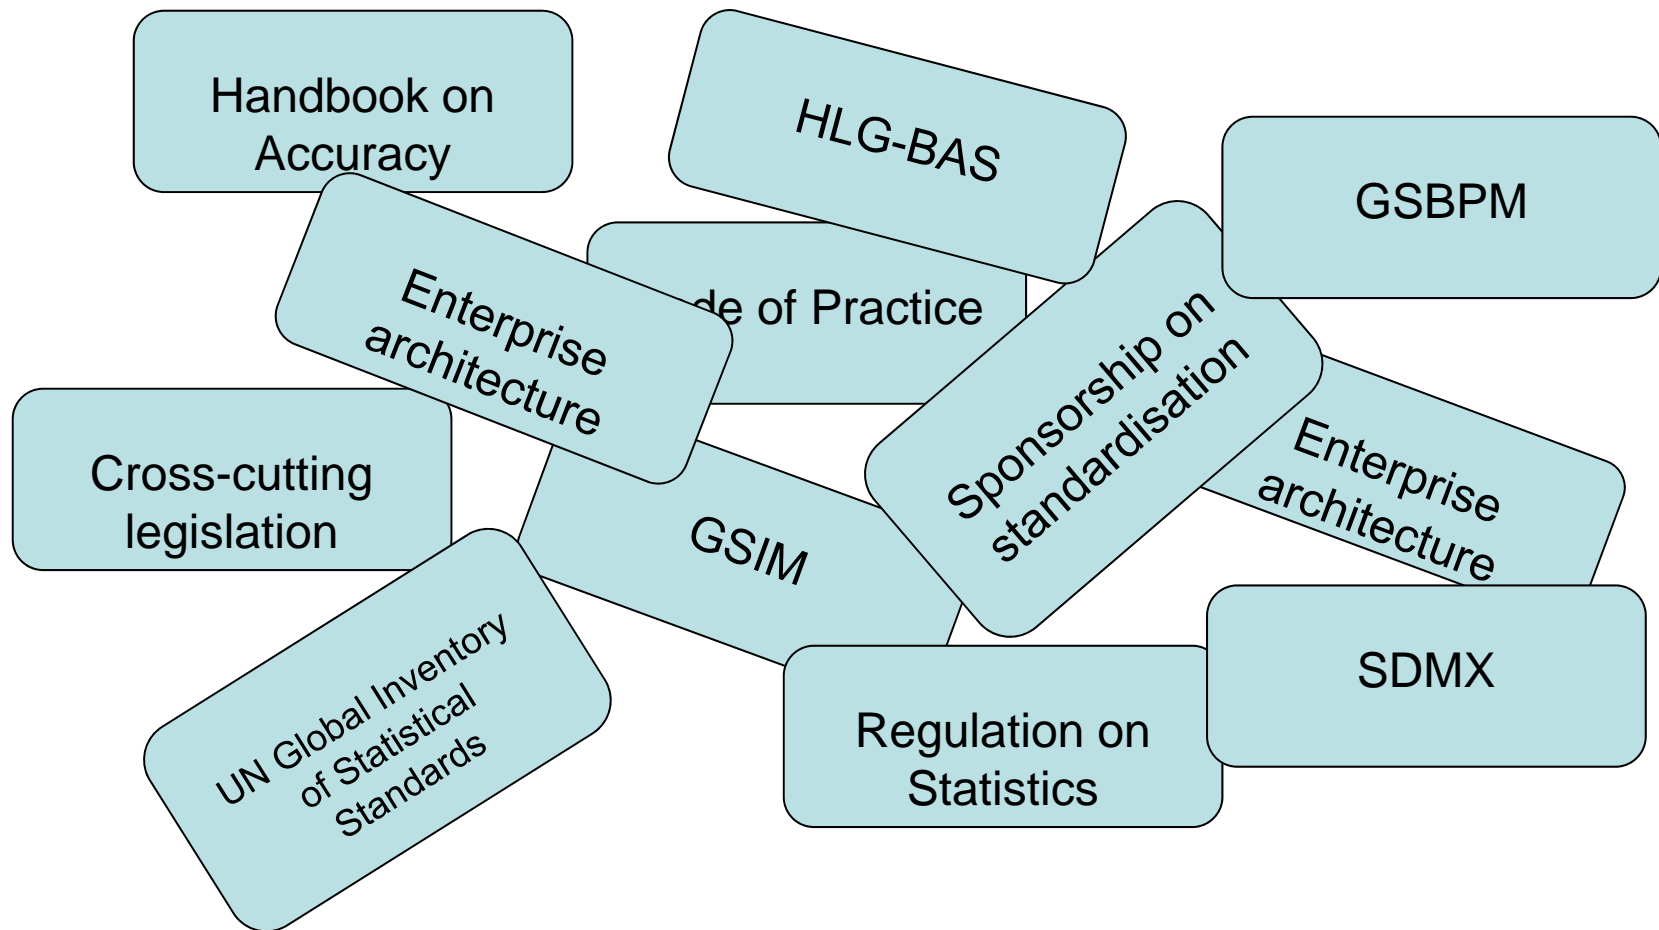 Handbook on
Accuracy
HLG-BAS
GSBPM
de of Practice
Enterprise
architecture
Sponsorship on
standardisation
Enterprise
architecture
Cross-cutting
legislation
GSIM
UN Global Inventory
of Statistical
Standards
Regulation on
Statistics
SDMX